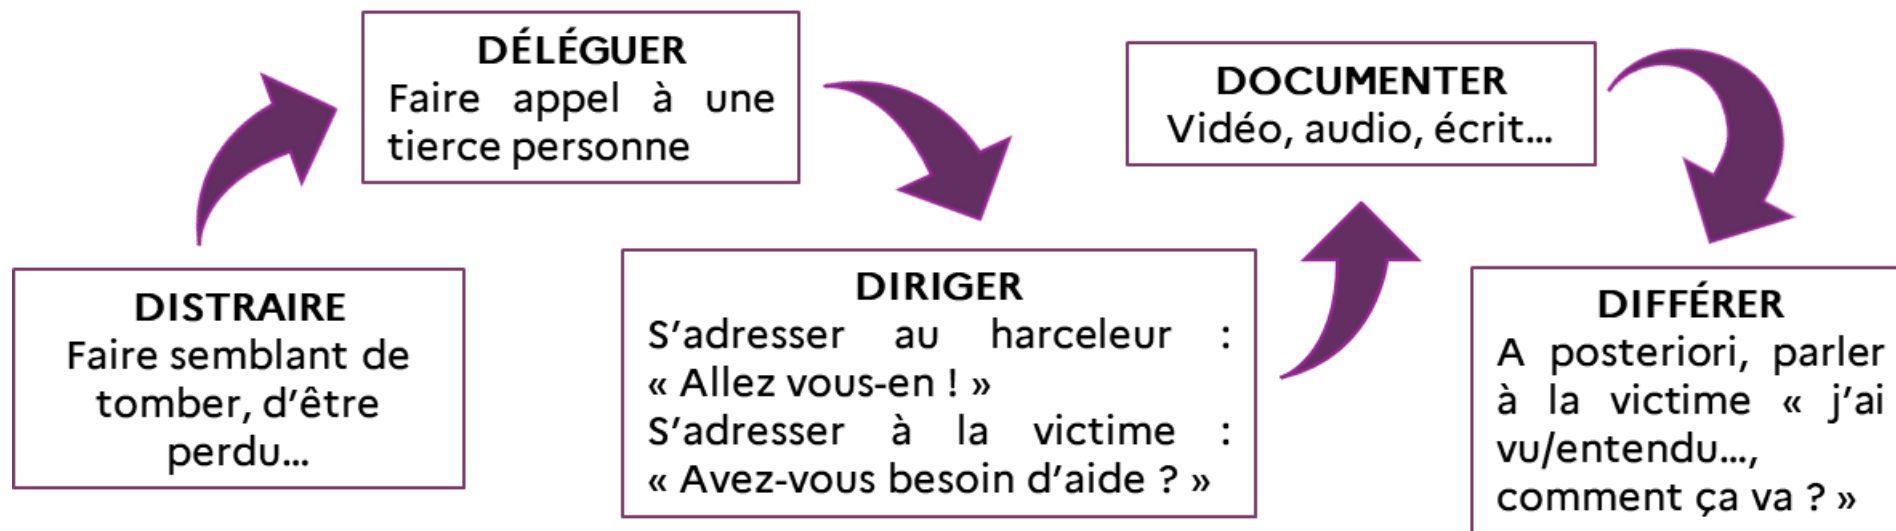 DISTRAIRE
Faire semblant de
tomber, d'être
perdu…
DÉLÉGUER
Faire appel à une
tierce personne
DIRIGER
S'adresser au harceleur :
« Allez vous-en ! »
S'adresser à la victime :
« Avez-vous besoin d'aide ? »
DOCUMENTER
Vidéo, audio, écrit…
DIFFÉRER
A posteriori, parler
à la victime « j'ai
vu/entendu…,
comment ça va ? »